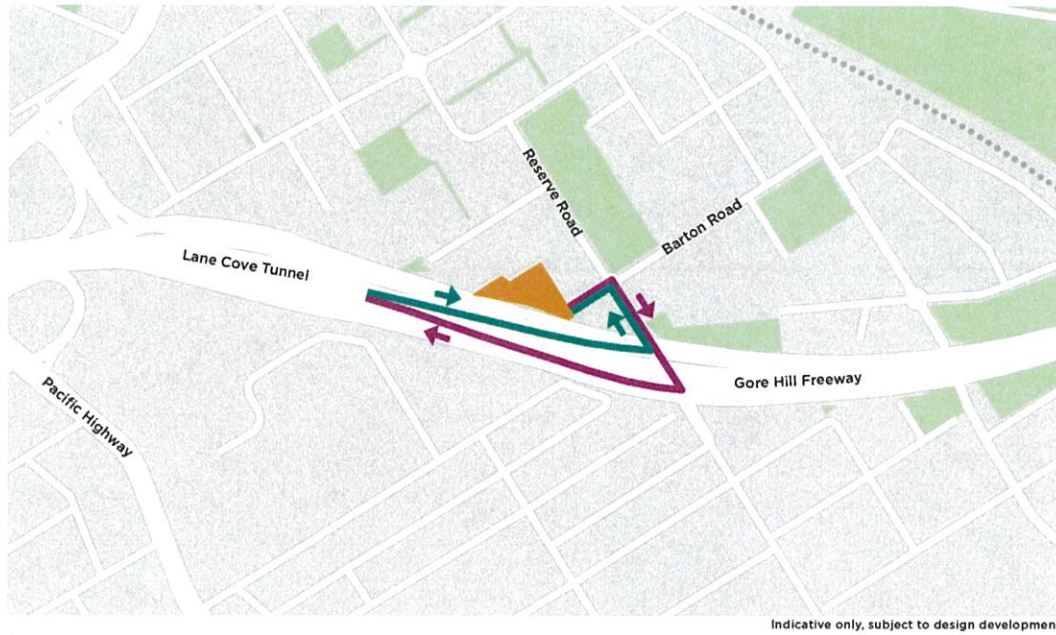 Reserve Road
Barton Road
Lane Cove Tunnel
Gore Hill Freeway
Pacific Highway
Indicative only, subject to design developmen